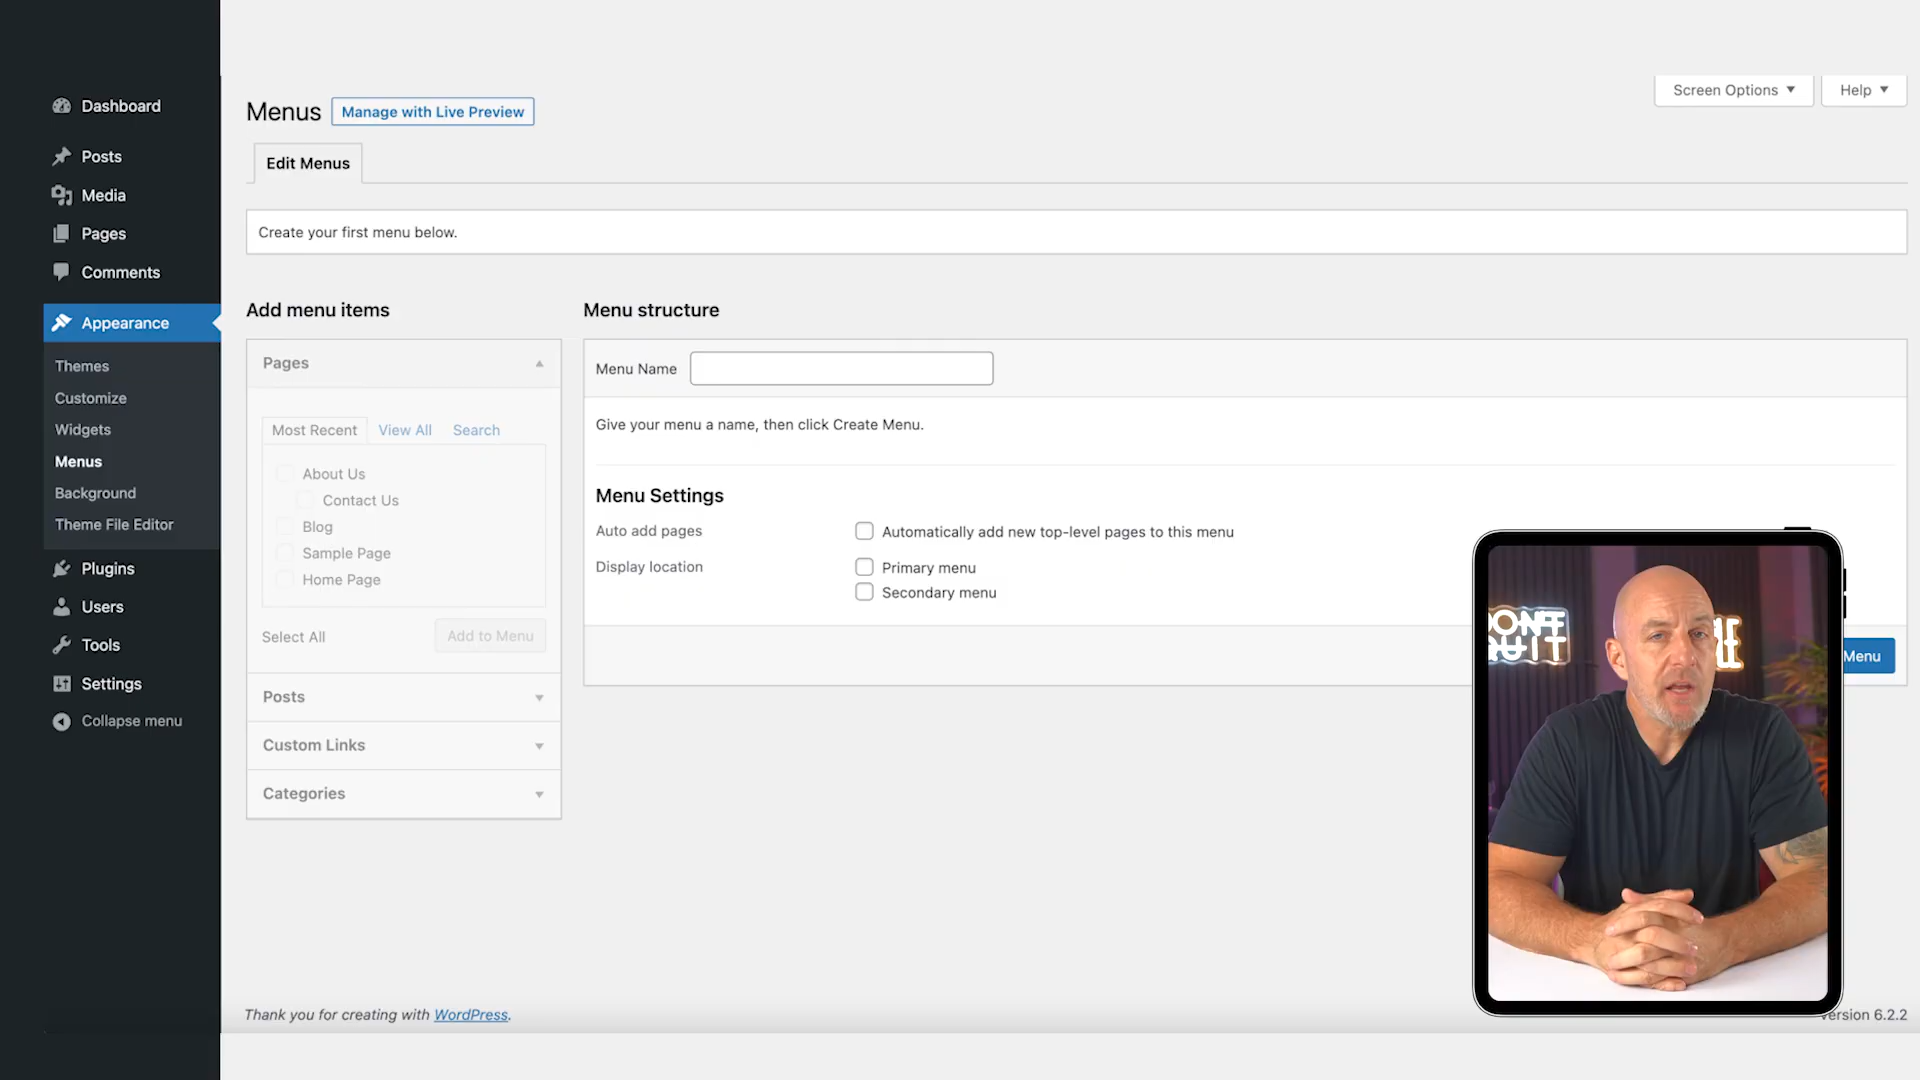 Dashboard
Posts
Media
Pages
Comments
Appearance
Themes
Customize
Widgets
Menus
Background
Theme File Editor
Plugins
Users
Tools
Settings
Collapse menu
Screen Options
Help
Menus
Manage with Live Preview
Edit Menus
Create your first menu below.
Add menu items
Pages
Most Recent
View All
Search
About Us
Contact Us
Blog
Sample Page
Home Page
Select All
Add to Menu
Posts
Custom Links
Categories
Menu structure
Menu Name
Give your menu a name, then click Create Menu.
Menu Settings
Auto add pages
Automatically add new top-level pages to this menu
Display location
Primary menu
Secondary menu
Menu
DON'T
QUIT
Thank you for creating with WordPress.
Version 6.2.2